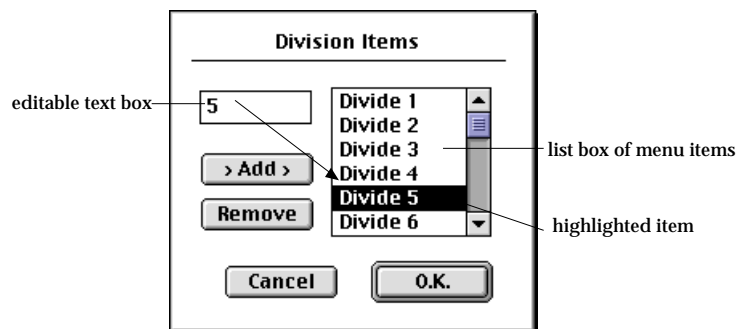 Division Items
editable text box
5
Divide 1
Divide 2
Divide 3
Divide 4
Divide 5
Divide 6
list box of menu items
> Add >
Remove
highlighted item
Cancel
O.K.